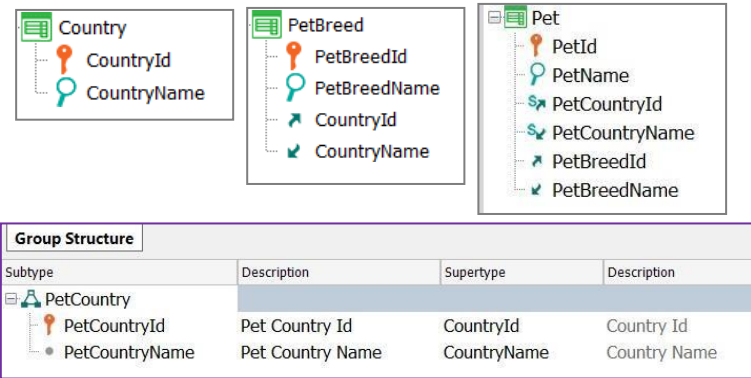 Country
CountryId
CountryName
PetBreed
PetBreedId
PetBreedName
CountryId
CountryName
Pet
PetId
PetName
S PetCountryId
S PetCountryName
PetBreedId
PetBreedName
Group Structure
Subtype Description Supertype Description
PetCountry
PetCountryId Pet Country Id CountryId Country Id
PetCountryName Pet Country Name CountryName Country Name